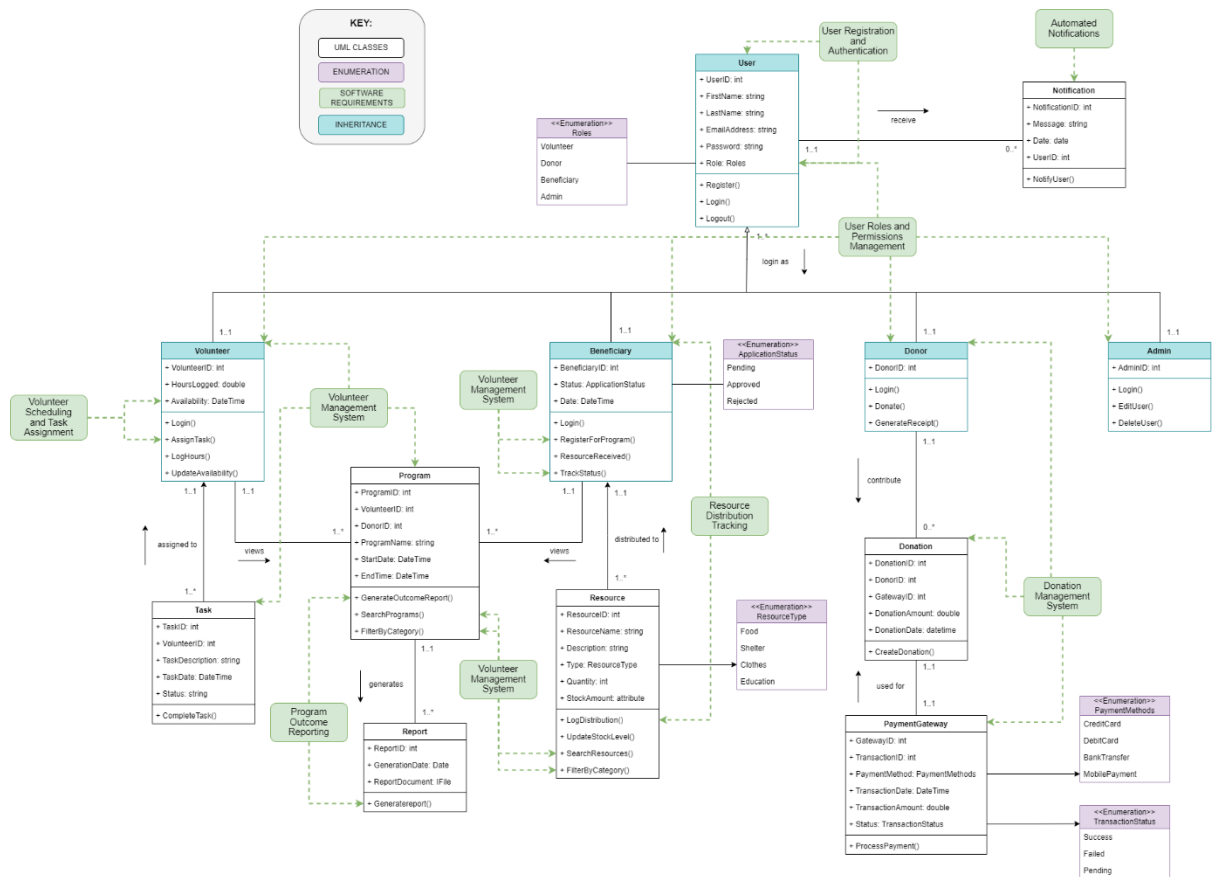 KEY:
UML CLASSES
ENUMERATION
SOFTWARE
REQUIREMENTS
INHERITANCE
User Registration
and
Authentication
Automated
Notifications
User
+ UserID: int
+ FirstName: string
+ LastName: string
+ EmailAddress: string
+ Password: string
+ Role: Roles
+ Register()
+ Login()
+ Logout()
receive
1..1
0..*
Notification
+ NotificationID: int
+ Message: string
+ Date: date
+ UserID: int
+ NotifyUser()
<<Enumeration>>
Roles
Volunteer
Donor
Beneficiary
Admin
User Roles and
Permissions
Management
1..*
login as
1..1
1..1
1..1
1..1
Volunteer
+ VolunteerID: int
+ HoursLogged: double
+ Availability: DateTime
+ Login()
+ AssignTask()
+ LogHours()
+ UpdateAvailability()
Beneficiary
+ BeneficiaryID: int
+ Status: ApplicationStatus
+ Date: DateTime
+ Login()
+ RegisterForProgram()
+ ResourceReceived()
+ TrackStatus()
<<Enumeration>>
ApplicationStatus
Pending
Approved
Rejected
Donor
+ DonorID: int
+ Login()
+ Donate()
+ GenerateReceipt()
Admin
+ AdminID: int
+ Login()
+ EditUser()
+ DeleteUser()
Volunteer
Scheduling
and Task
Assignment
Volunteer
Management
System
Volunteer
Management
System
1..1
1..1
1..1
1..1
1..1
Program
+ ProgramID: int
+ VolunteerID: int
+ DonorID: int
+ ProgramName: string
+ StartDate: DateTime
+ EndTime: DateTime
+ GenerateOutcomeReport()
+ SearchPrograms()
+ FilterByCategory()
assigned to
views
1..*
1..*
views
distributed to
Resource
Distribution
Tracking
contribute
0..*
1..*
1..*
Donation
+ DonationID: int
+ DonorID: int
+ GatewayID: int
+ DonationAmount: double
+ DonationDate: datetime
+ CreateDonation()
Donation
Management
System
Task
+ TaskID: int
+ VolunteerID: int
+ TaskDescription: string
+ TaskDate: DateTime
+ Status: string
+ CompleteTask()
Resource
+ ResourceID: int
+ ResourceName: string
+ Description: string
+ Type: ResourceType
+ Quantity: int
+ StockAmount: attribute
+ LogDistribution()
+ UpdateStockLevel()
+ SearchResources()
+ FilterByCategory()
<<Enumeration>>
ResourceType
Food
Shelter
Clothes
Education
1..1
generates
1..*
Volunteer
Management
System
Program
Outcome
Reporting
Report
+ ReportID: int
+ GenerationDate: Date
+ ReportDocument: IFile
+ Generatereport()
1..1
used for
1..1
PaymentGateway
+ GatewayID: int
+ TransactionID: int
+ PaymentMethod: PaymentMethods
+ TransactionDate: DateTime
+ TransactionAmount: double
+ Status: TransactionStatus
+ ProcessPayment()
<<Enumeration>>
PaymentMethods
CreditCard
DebitCard
BankTransfer
MobilePayment
<<Enumeration>>
TransactionStatus
Success
Failed
Pending